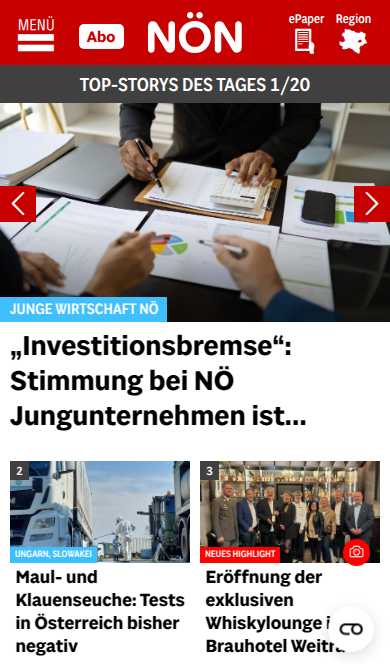 MENÜ
Abo
NÖN
ePaper
Region
TOP-STORYS DES TAGES 1/20
JUNGE WIRTSCHAFT NÖ
„Investitionsbremse“:
Stimmung bei NÖ
Jungunternehmen ist...
2
UNGARN, SLOWAKEI
Maul- und
Klauenseuche: Tests
in Österreich bisher
negativ
3
NEUES HIGHLIGHT
Eröffnung der
exklusiven
Whiskylounge
Brauhotel